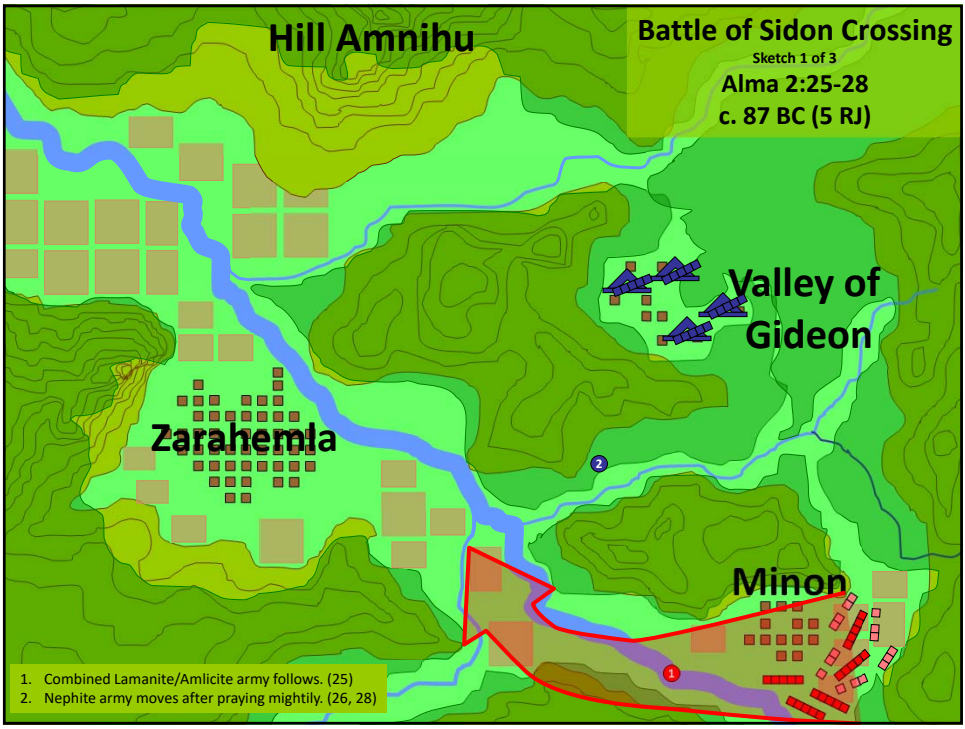 Hill Amnihu
Battle of Sidon Crossing
Sketch 1 of 3
Alma 2:25-28
c. 87 BC (5 RJ)
Valley of
Gideon
Zarahemla
2
Minon
1
1. Combined Lamanite/Amlicite army follows. (25)
2. Nephite army moves after praying mightily. (26, 28)